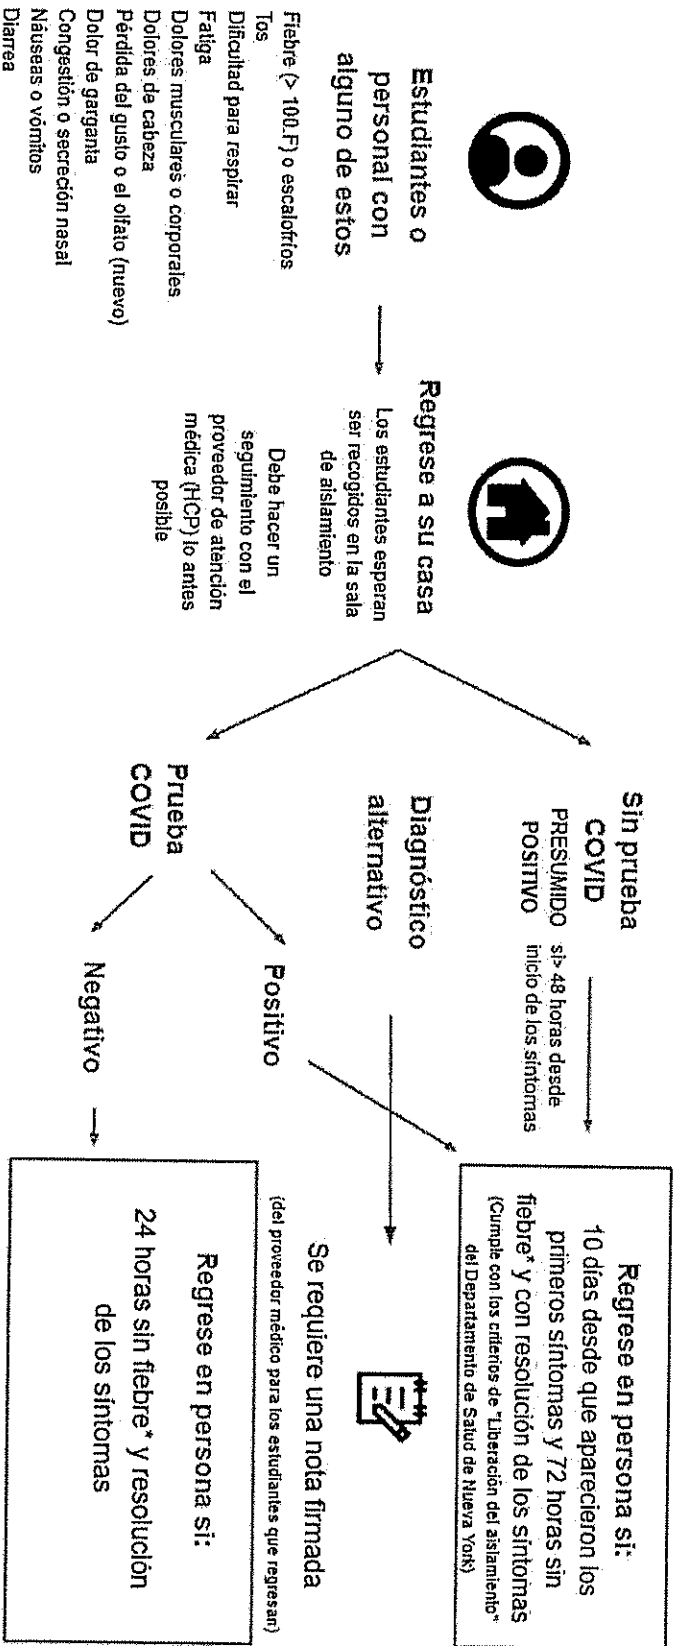 Estudiantes o
personal con
alguno de estos
Fiebre (> 100.F) o escalofríos
Tos
Dificultad para respirar
Fatiga
Dolores musculares o corporales
Dolores de cabeza
Pérdida del gusto o el olfato (nuevo)
Dolor de garganta
Congestión o secreción nasal
Náuseas o vómitos
Diarrea
Regrese a su casa
Los estudiantes esperan
ser recogidos en la sala
de aislamiento
Debe hacer un
seguimiento con el
proveedor de atención
médica (HCP) lo antes
posible
Sin prueba
COVID
PRESUMIDO
POSITIVO
si> 48 horas desde
inicio de los síntomas
Diagnóstico
alternativo
Prueba
COVID
Positivo
Negativo
Regrese en persona si:
10 días desde que aparecieron los
primeros síntomas y 72 horas sin
fiebre* y con resolución de los síntomas
(Cumple con los criterios de "Liberación del aislamiento"
del Departamento de Salud de Nueva York)
Se requiere una nota firmada
(del proveedor médico para los estudiantes que regresan)
Regrese en persona si:
24 horas sin fiebre* y resolución
de los síntomas